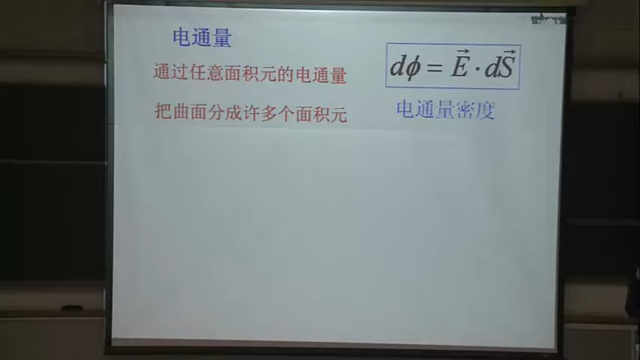 电通量
通过任意面积元的电通量
dϕ = E⃗ · dS⃗
把曲面分成许多个面积元
电通量密度